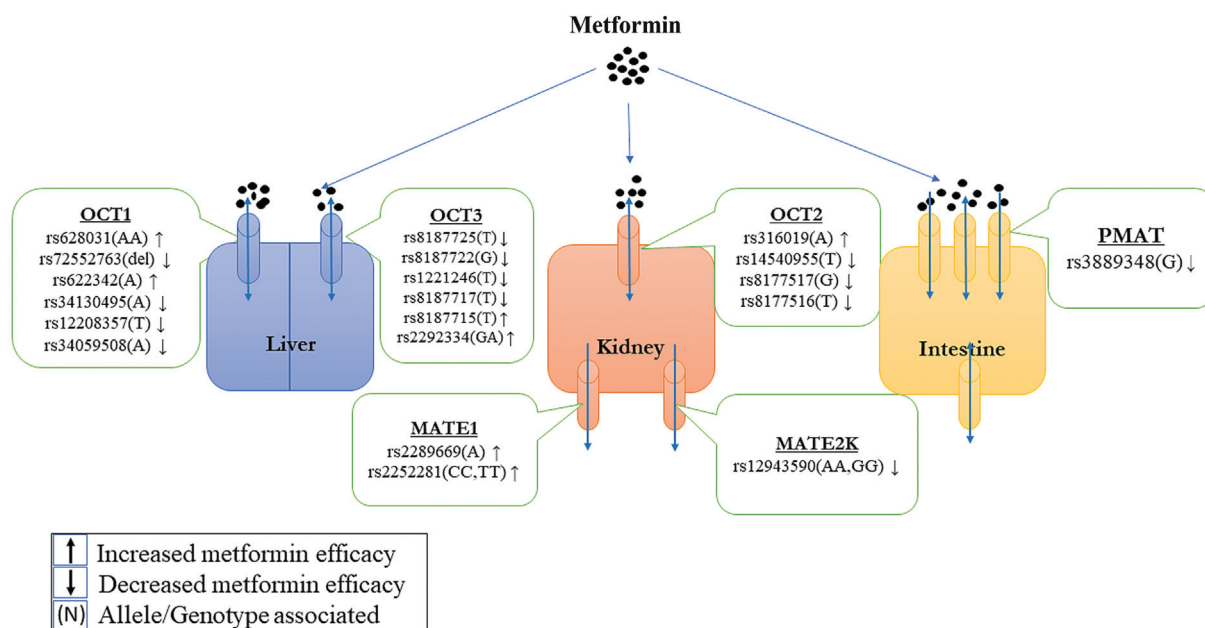 Metformin
OCT1
rs628031(AA) ↑
rs72552763(del) ↓
rs622342(A) ↑
rs34130495(A) ↓
rs12208357(T) ↓
rs34059508(A) ↓
OCT3
rs8187725(T) ↓
rs8187722(G) ↓
rs1221246(T) ↓
rs8187717(T) ↓
rs8187715(T) ↑
rs2292334(GA) ↑
OCT2
rs316019(A) ↑
rs14540955(T) ↓
rs8177517(G) ↓
rs8177516(T) ↓
PMAT
rs3889348(G) ↓
Liver
Kidney
Intestine
MATE1
rs2289669(A) ↑
rs2252281(CC,TT) ↑
MATE2K
rs12943590(AA,GG) ↓
↑ Increased metformin efficacy
↓ Decreased metformin efficacy
(N) Allele/Genotype associated